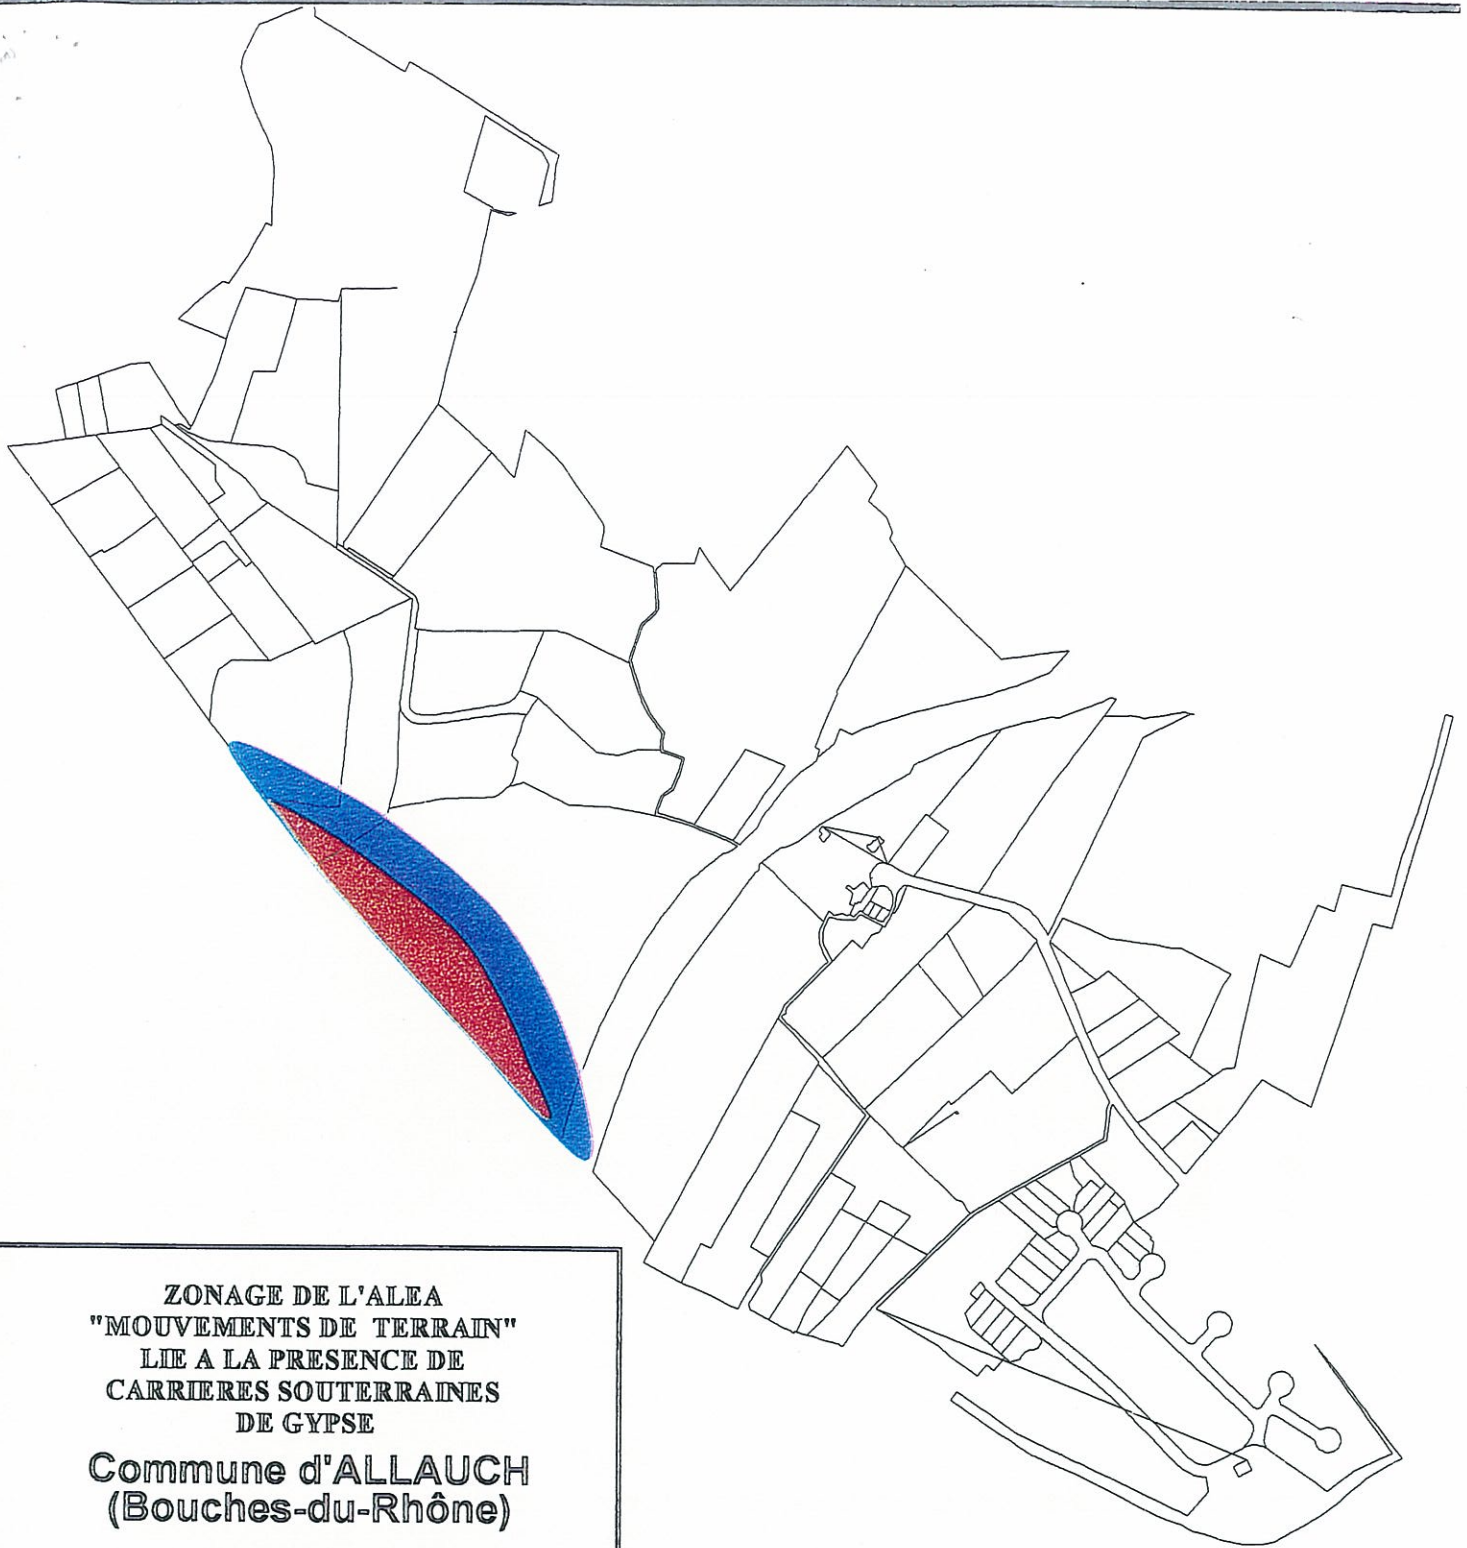 ZONAGE DE L'ALEA
"MOUVEMENTS DE TERRAIN"
LIE A LA PRESENCE DE
CARRIERES SOUTERRAINES
DE GYPSE
Commune d'ALLAUCH
(Bouches-du-Rhône)